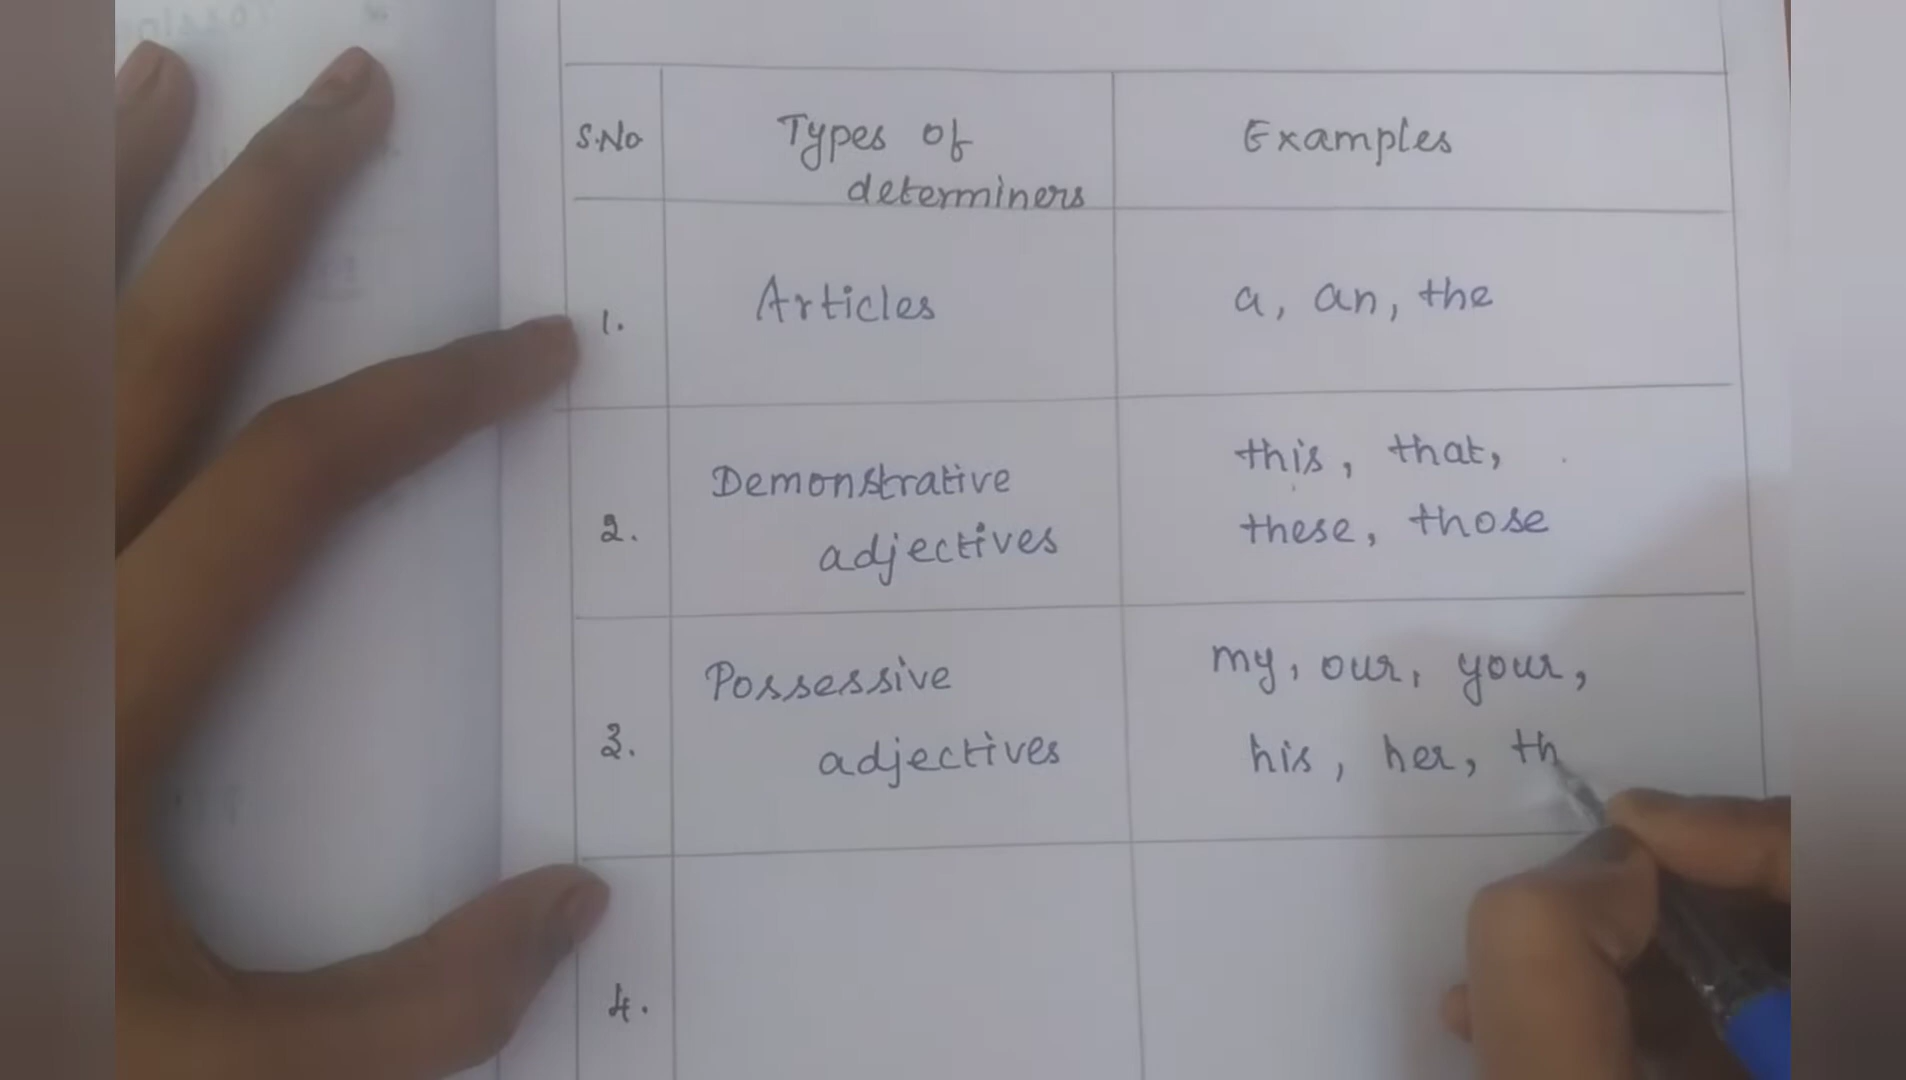 S.No Types of Examples
determiners
1. Articles a, an, the
2. Demonstrative this, that,
adjectives these, those
3. Possessive my, our, your,
adjectives his, her, th
4.